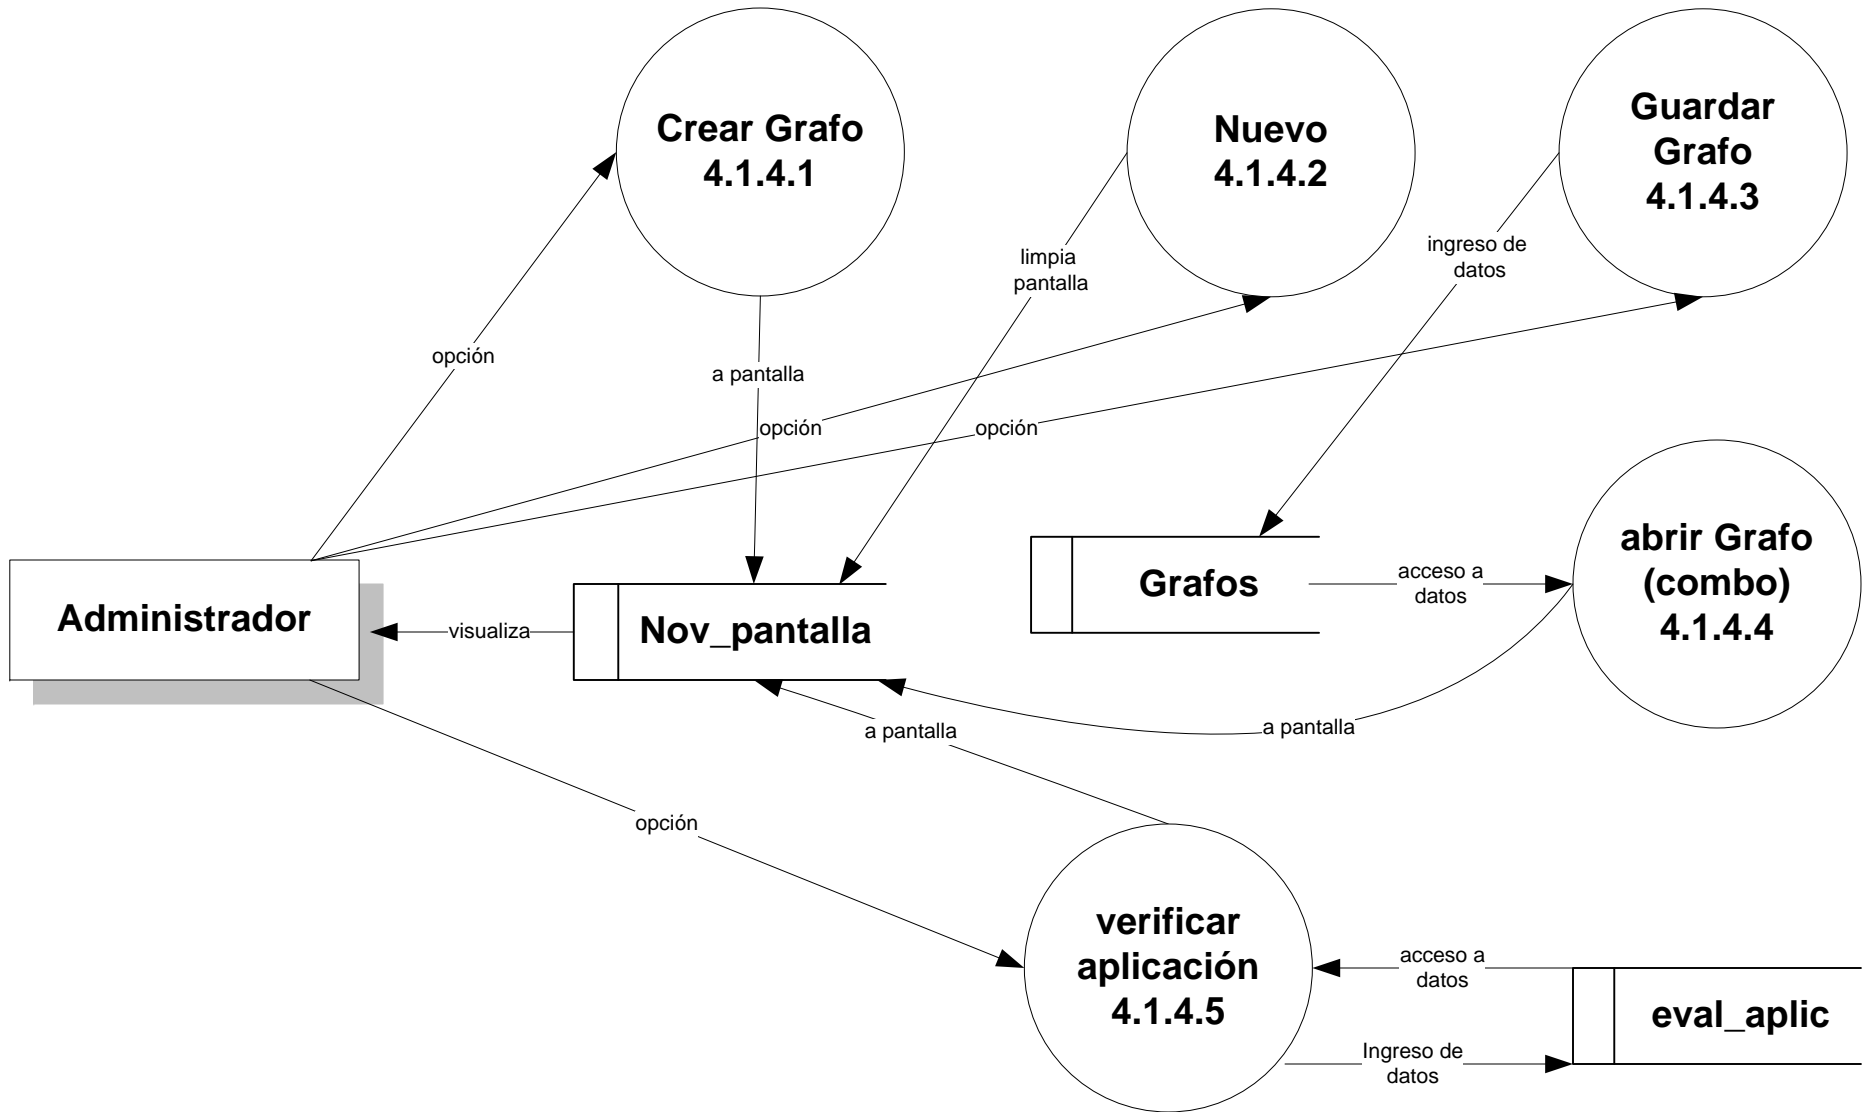 Crear Grafo
4.1.4.1
Nuevo
4.1.4.2
Guardar
Grafo
4.1.4.3
ingreso de
datos
limpia
pantalla
opción
a pantalla
opción
opción
abrir Grafo
(combo)
4.1.4.4
acceso a
datos
Grafos
Administrador
visualiza
Nov_pantalla
a pantalla
a pantalla
opción
verificar
aplicación
4.1.4.5
acceso a
datos
eval_aplic
Ingreso de
datos